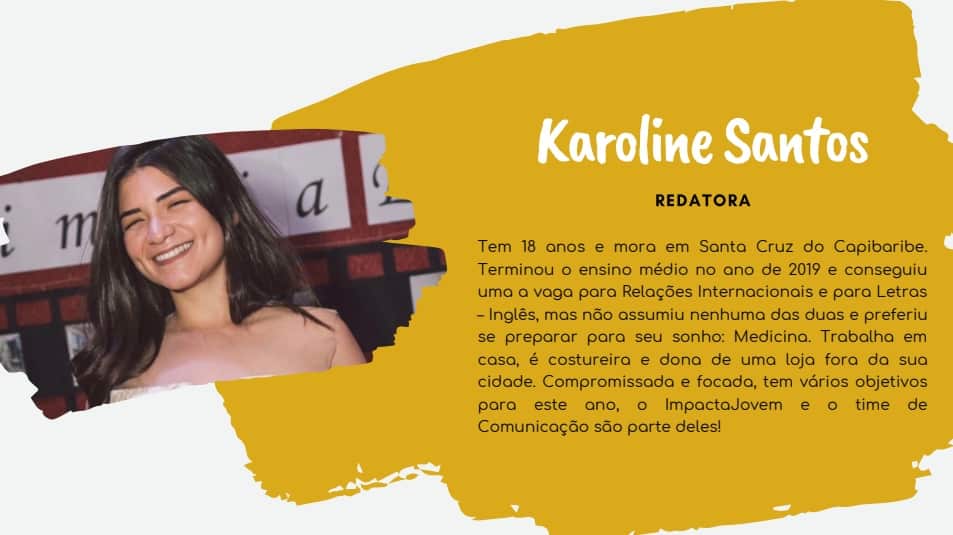 Karoline Santos
REDATORA
i m i a
Tem 18 anos e mora em Santa Cruz do Capibaribe.
Terminou o ensino médio no ano de 2019 e conseguiu
uma a vaga para Relações Internacionais e para Letras
– Inglês, mas não assumiu nenhuma das duas e preferiu
se preparar para seu sonho: Medicina. Trabalha em
casa, é costureira e dona de uma loja fora da sua
cidade. Compromissada e focada, tem vários objetivos
para este ano, o ImpactaJovem e o time de
Comunicação são parte deles!